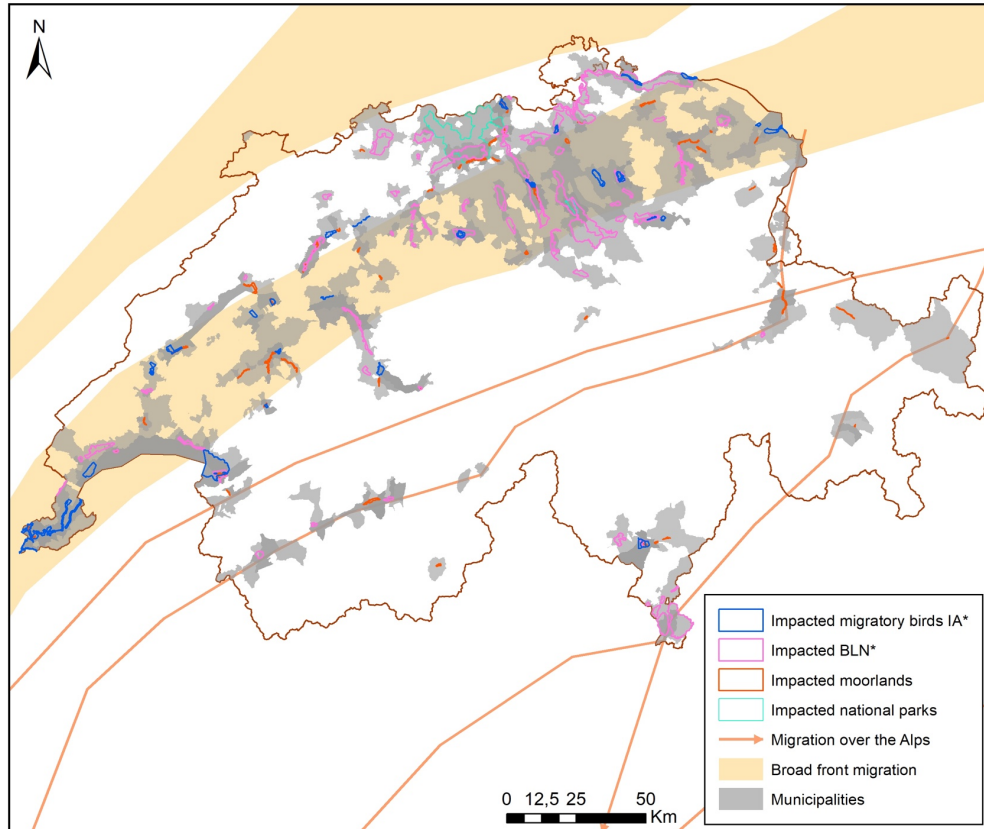 N
Impacted migratory birds IA*
Impacted BLN*
Impacted moorlands
Impacted national parks
Migration over the Alps
Broad front migration
Municipalities
0 12,5 25 50
Km